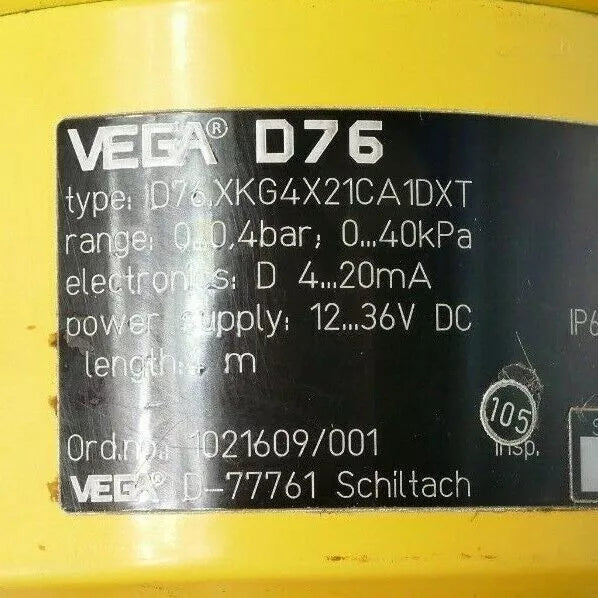 VEGA® D76
type: D76.XKG4X21CA1DXT
range: 0...0,4bar; 0...40kPa
electronics: D 4...20mA
power supply: 12...36V DC
IP6
length: m
105
Ord.no.: 1021609/001
insp.
S
VEGA D-77761 Schiltach